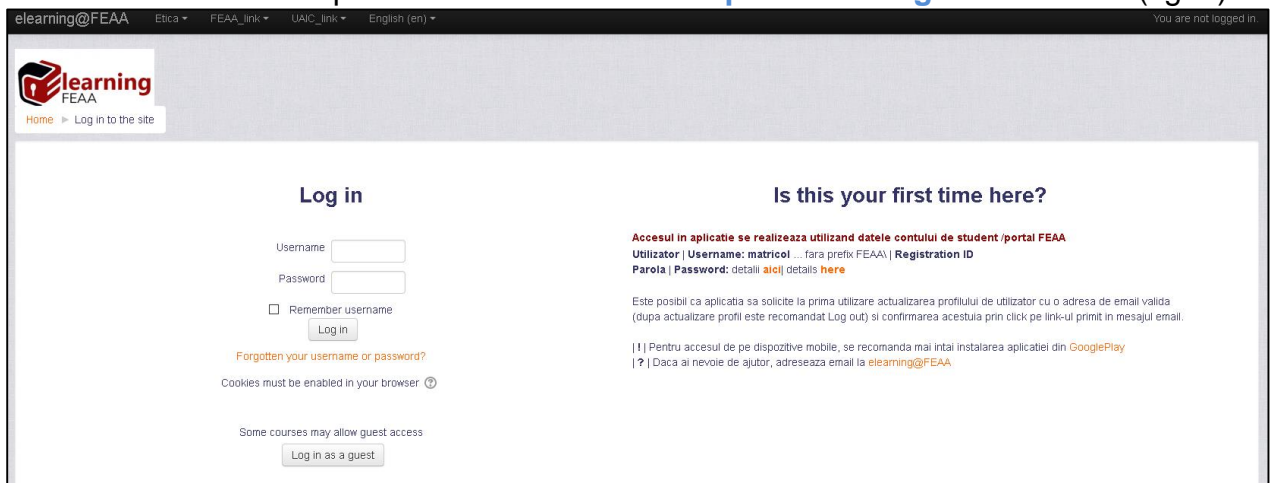 elearning@FEAA Etica FEAA_link UAIC_link English (en) You are not logged in.
elearning
FEAA
Home ► Log in to the site
Log in
Username
Password
Remember username
Log in
Forgotten your username or password?
Cookies must be enabled in your browser
Some courses may allow guest access
Log in as a guest
Is this your first time here?
Accesul in aplicatie se realizeaza utilizand datele contului de student /portal FEAA
Utilizator | Username: matricol ... fara prefix FEAA\ | Registration ID
Parola | Password: detalii aici| details here
Este posibil ca aplicatia sa solicite la prima utilizare actualizarea profilului de utilizator cu o adresa de email valida
(dupa actualizare profil este recomandat Log out) si confirmarea acestuia prin click pe link-ul primit in mesajul email.
| ! | Pentru accesul de pe dispozitive mobile, se recomanda mai intai instalarea aplicatiei din GooglePlay
| ? | Daca ai nevoie de ajutor, adreseaza email la elearning@FEAA